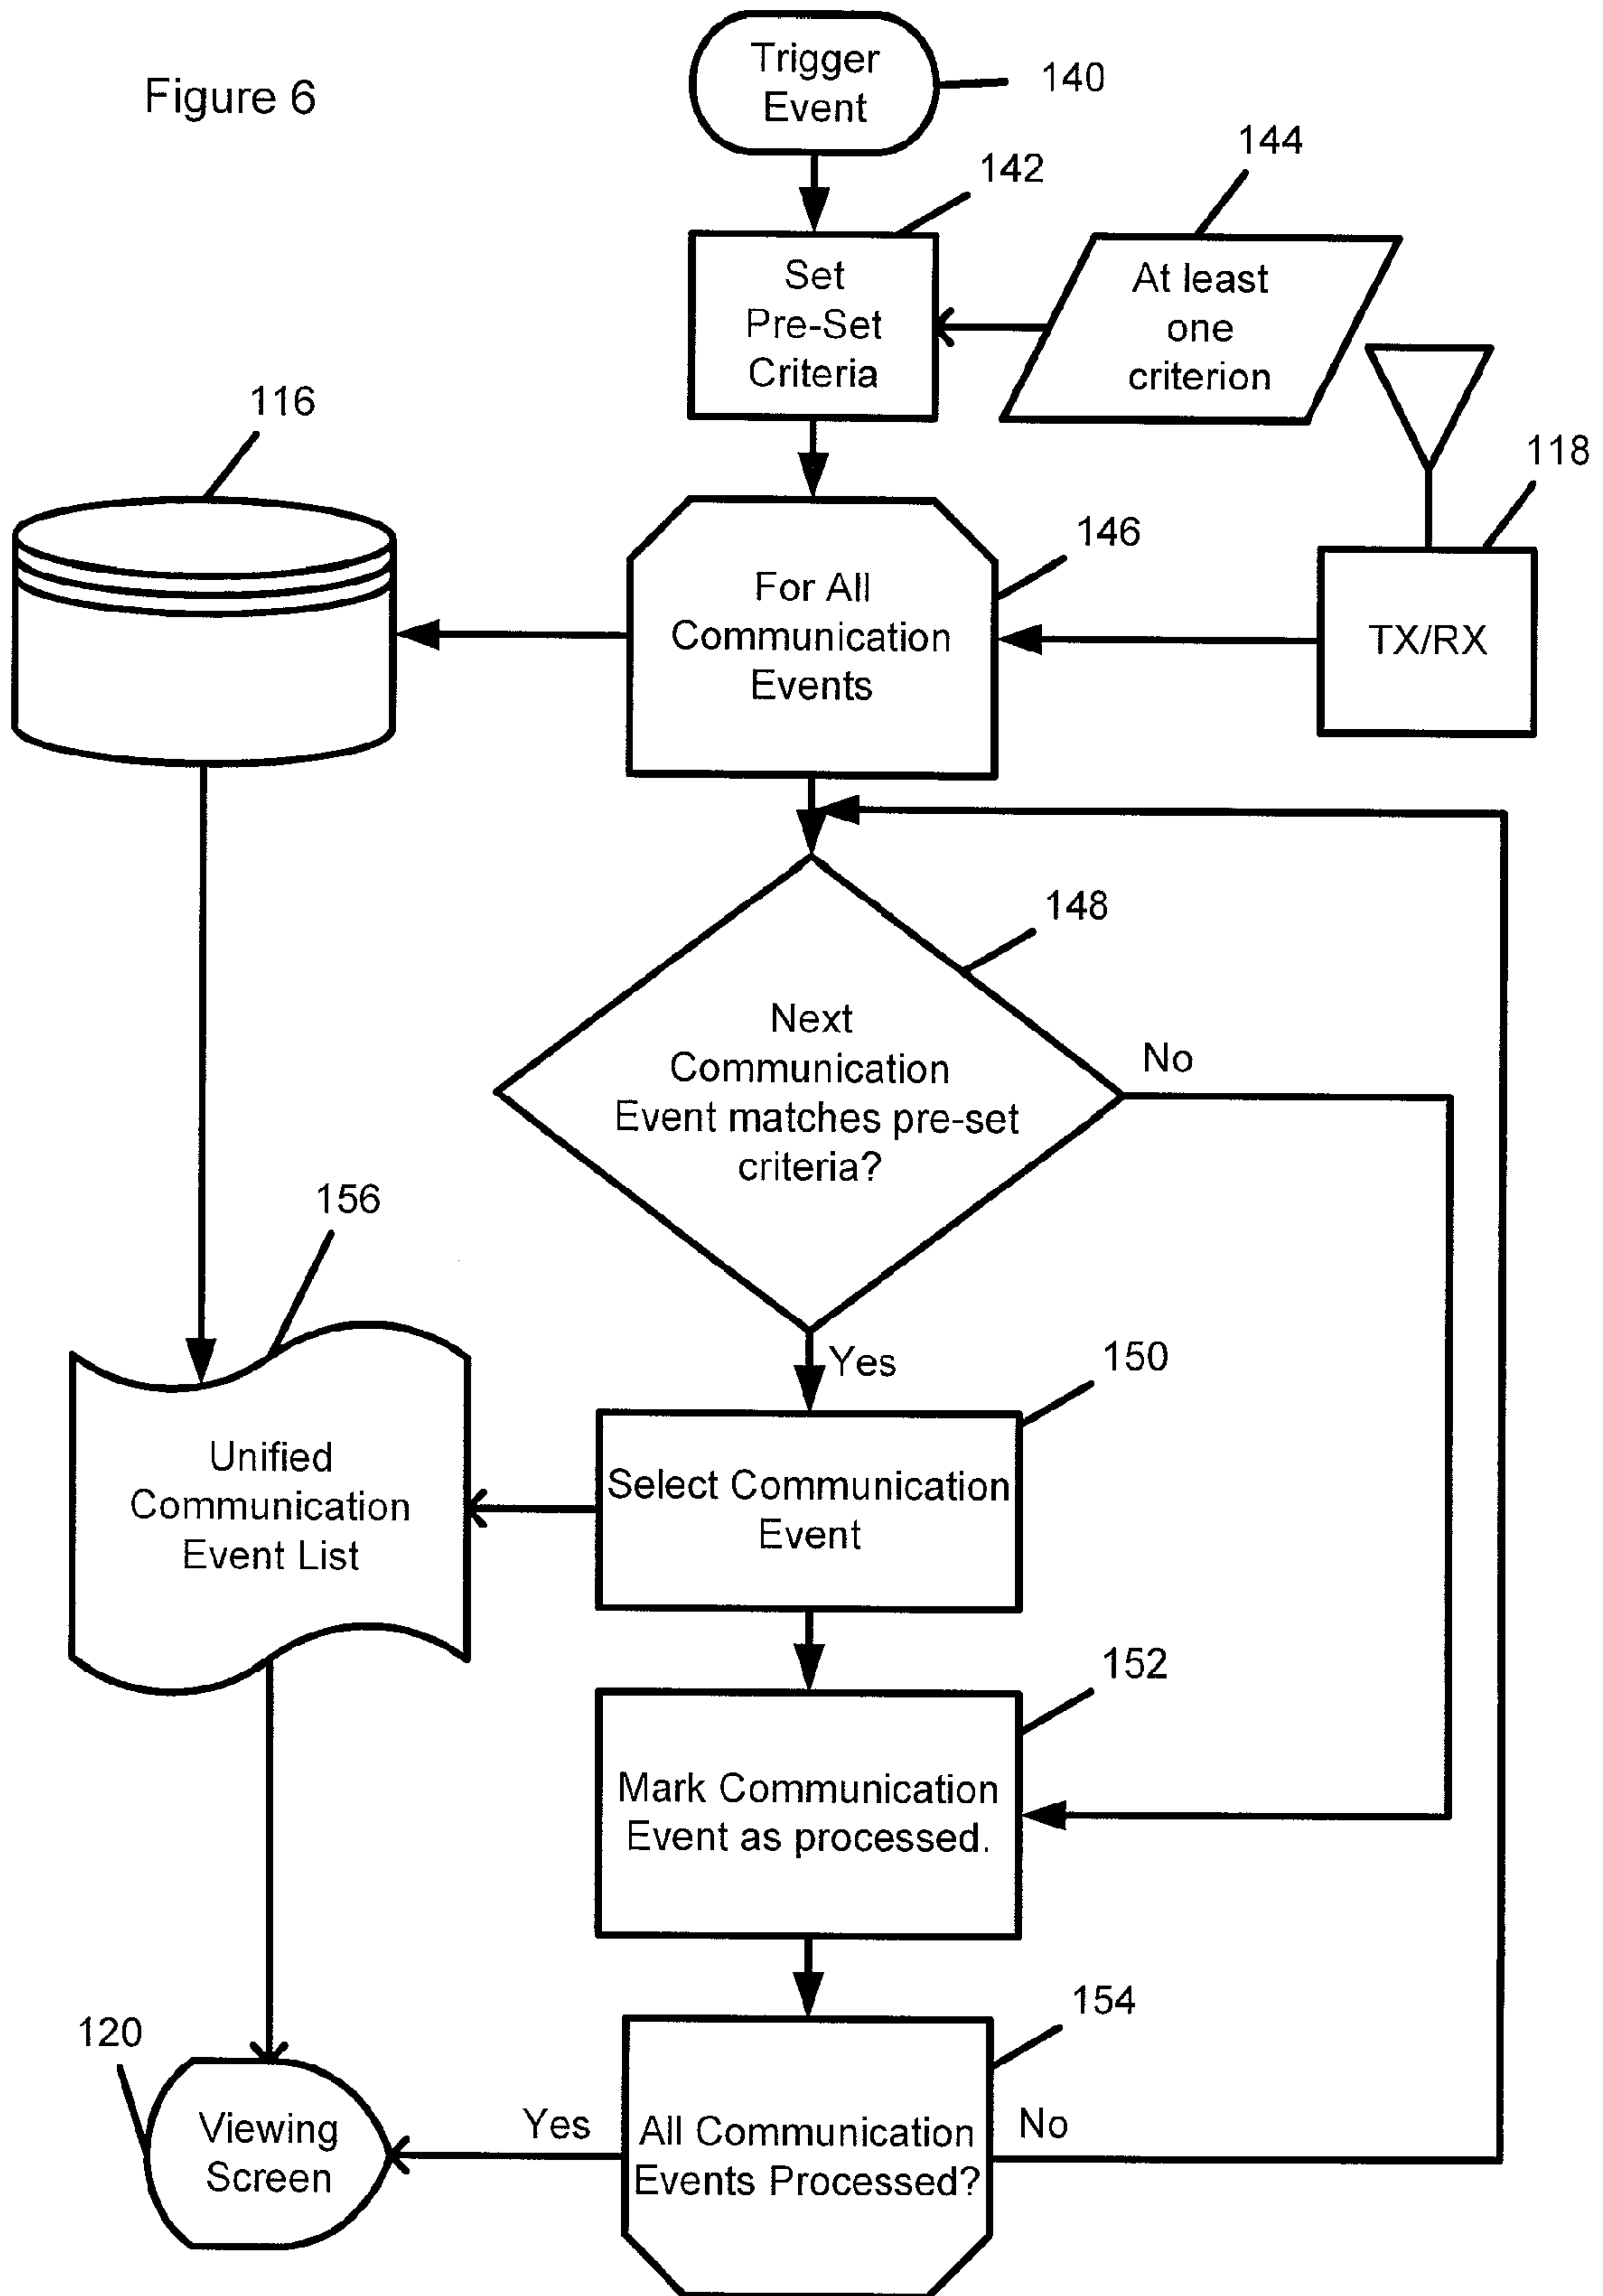 Figure 6
Trigger
Event
140
142
144
Set
Pre-Set
Criteria
At least
one
criterion
116
118
146
For All
Communication
Events
TX/RX
148
Next
Communication
Event matches pre-set
criteria?
No
156
Yes
150
Unified
Communication
Event List
Select Communication
Event
152
Mark Communication
Event as processed.
154
120
Viewing
Screen
Yes
All Communication
Events Processed?
No